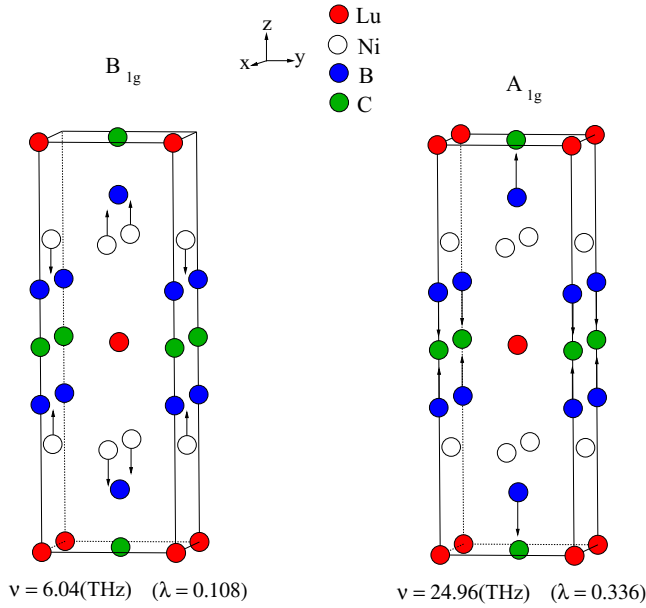 B 1g
z
x y
Lu
Ni
B
C
A 1g
ν = 6.04(THz) (λ = 0.108)
ν = 24.96(THz) (λ = 0.336)